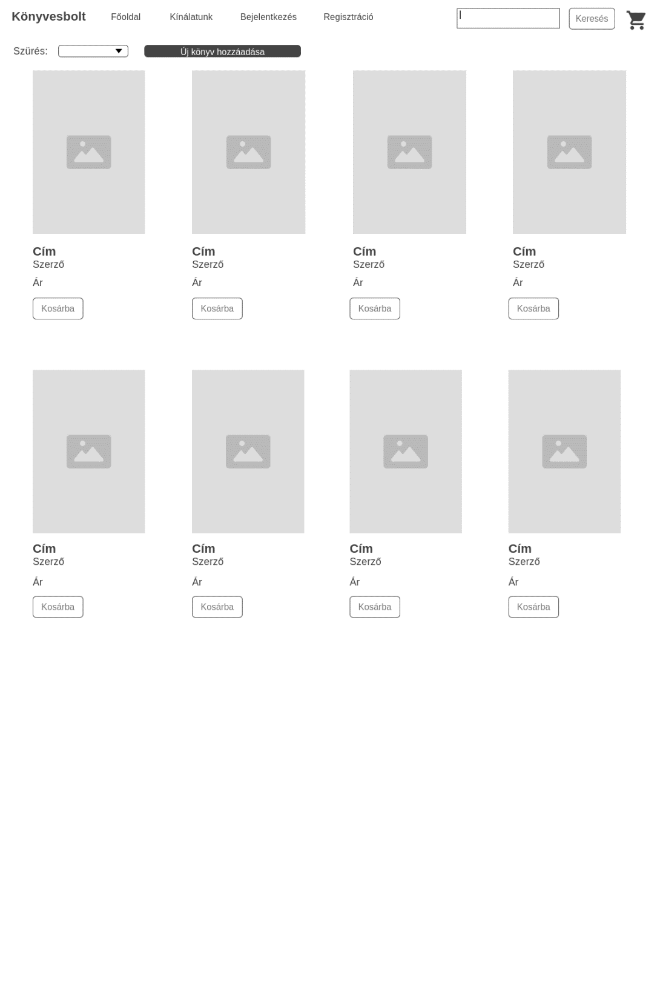 Könyvesbolt Főoldal Kínálatunk Bejelentkezés Regisztráció Keresés
Szürés: Új könyv hozzáadása
Cím Cím Cím Cím
Szerző Szerző Szerző Szerző
Ár Ár Ár Ár
Kosárba Kosárba Kosárba Kosárba
Cím Cím Cím Cím
Szerző Szerző Szerző Szerző
Ár Ár Ár Ár
Kosárba Kosárba Kosárba Kosárba